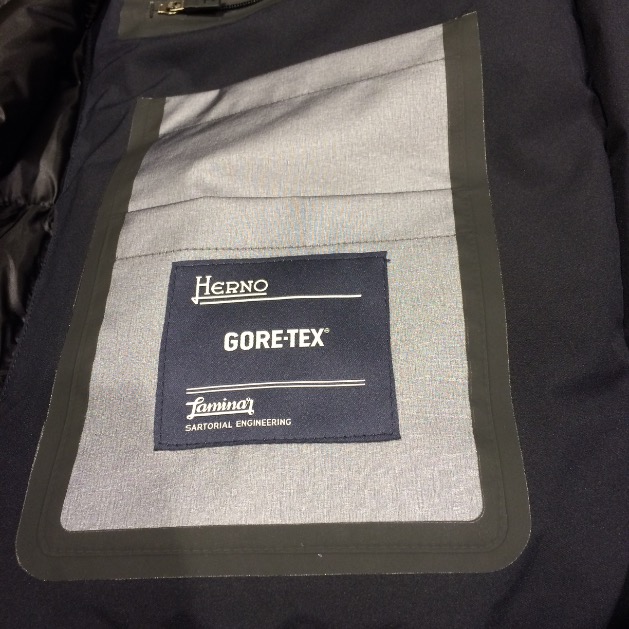 HERNO
GORE-TEX®
Laminar
SARTORIAL ENGINEERING